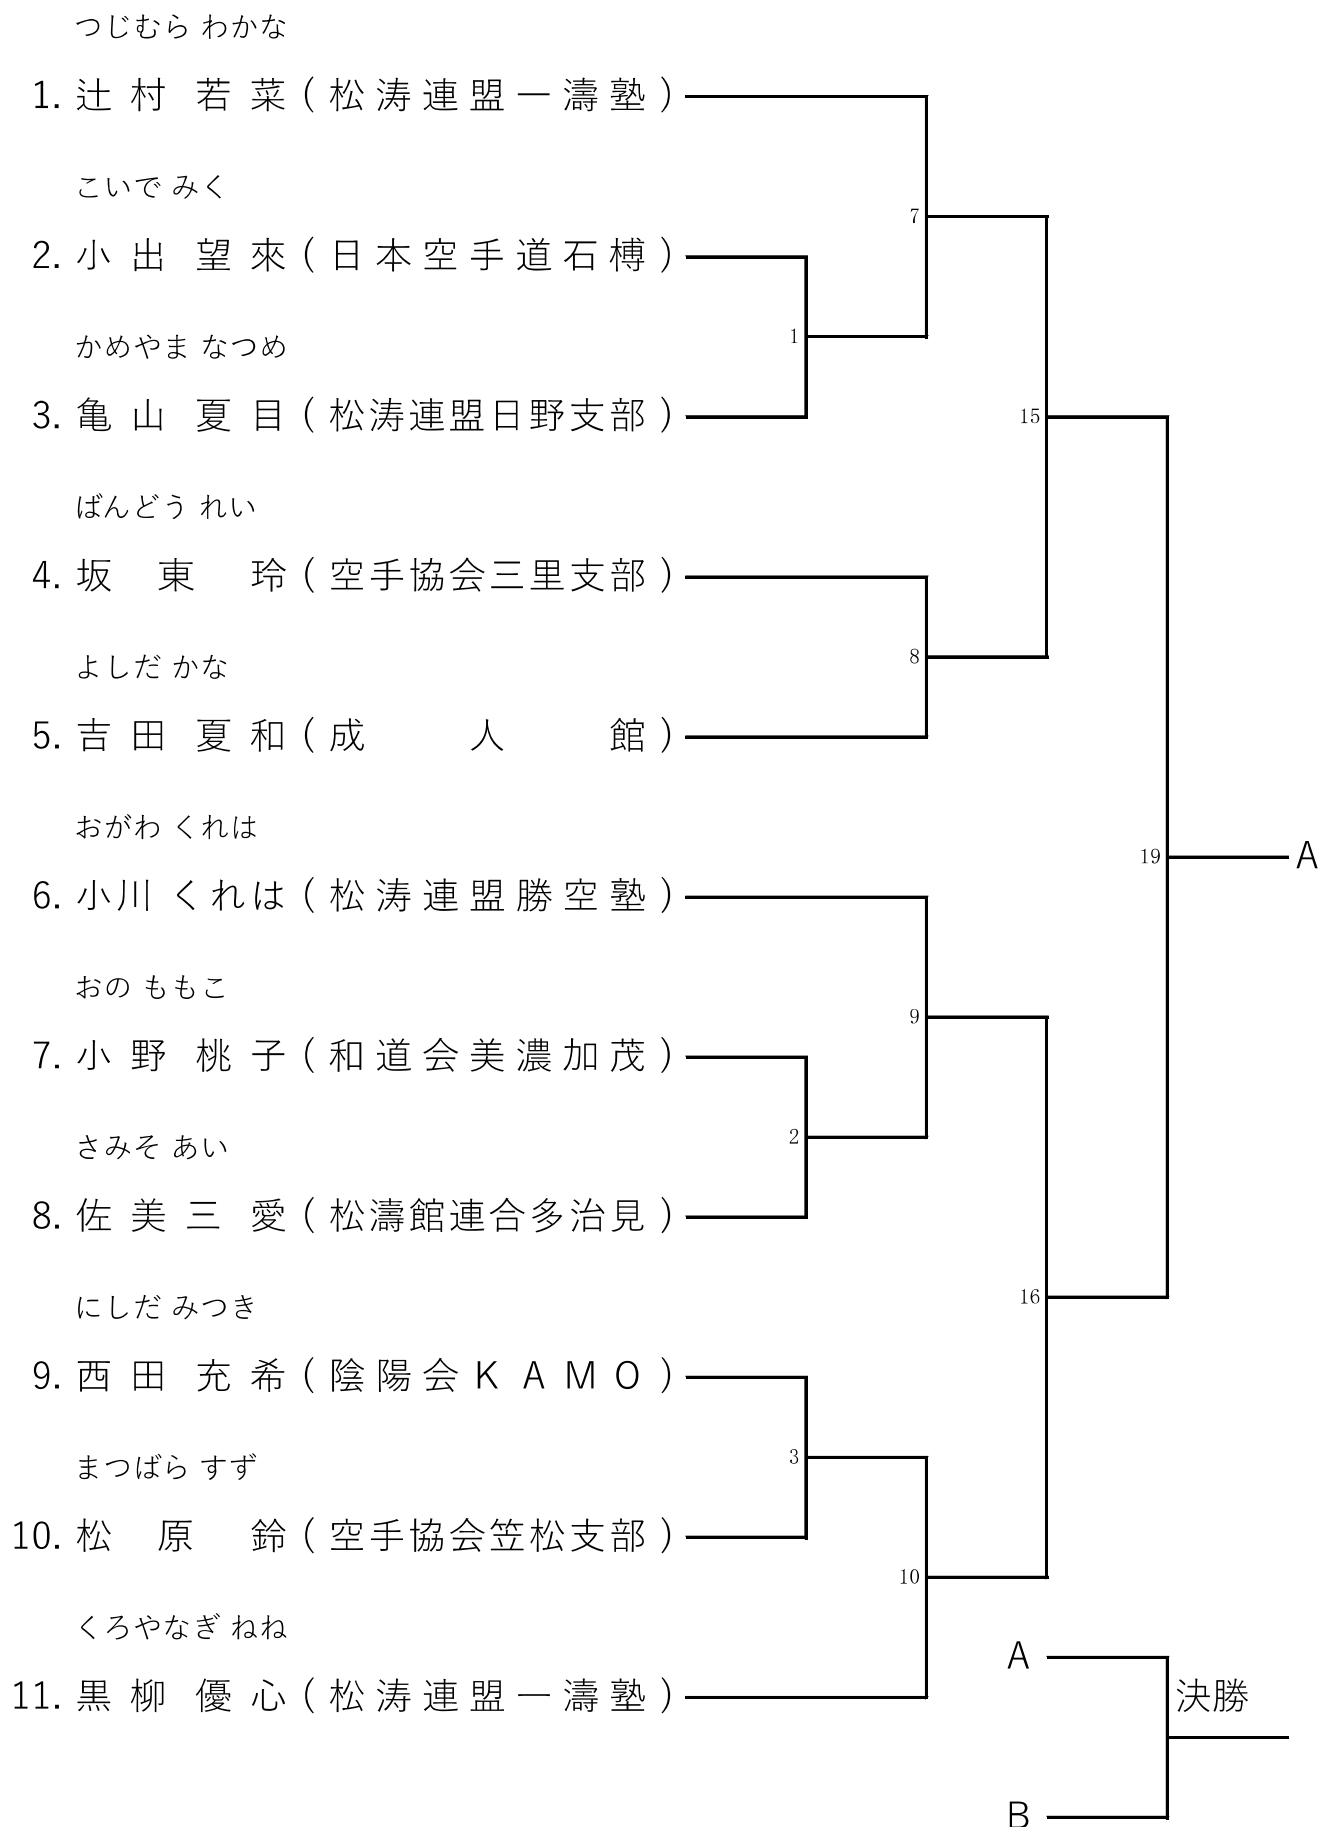 つじむら わかな
1. 辻村 若菜(松涛連盟一濤塾)
7
こいで みく
2. 小出 望來(日本空手道石榑)
1
かめやま なつめ
3. 亀山 夏目(松涛連盟日野支部)
15
ばんどう れい
4. 坂東 玲(空手協会三里支部)
8
よしだ かな
5. 吉田 夏和(成人館)
おがわ くれは
19 A
6. 小川 くれは(松涛連盟勝空塾)
おの ももこ
9
7. 小野 桃子(和道会美濃加茂)
2
さみそ あい
8. 佐美三 愛(松濤館連合多治見)
にしだ みつき
16
9. 西田 充希(陰陽会KAMO)
3
まつばら すず
10. 松原 鈴(空手協会笠松支部)
10
くろやなぎ ねね
A
11. 黒柳 優心(松涛連盟一濤塾)
決勝
B